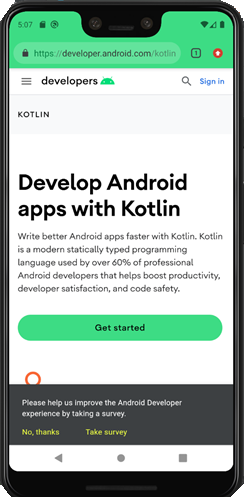 5:07
https://developer.android.com/kotlin
1
developers
Sign in
KOTLIN
Develop Android
apps with Kotlin
Write better Android apps faster with Kotlin. Kotlin
is a modern statically typed programming
language used by over 60% of professional
Android developers that helps boost productivity,
developer satisfaction, and code safety.
Get started
Please help us improve the Android Developer
experience by taking a survey.
No, thanks
Take survey